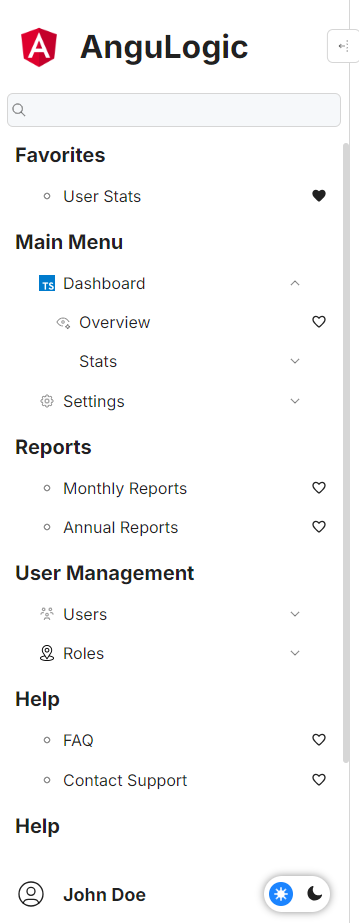 AnguLogic
Favorites
User Stats
Main Menu
TS
Dashboard
Overview
Stats
Settings
Reports
Monthly Reports
Annual Reports
User Management
Users
Roles
Help
FAQ
Contact Support
Help
John Doe